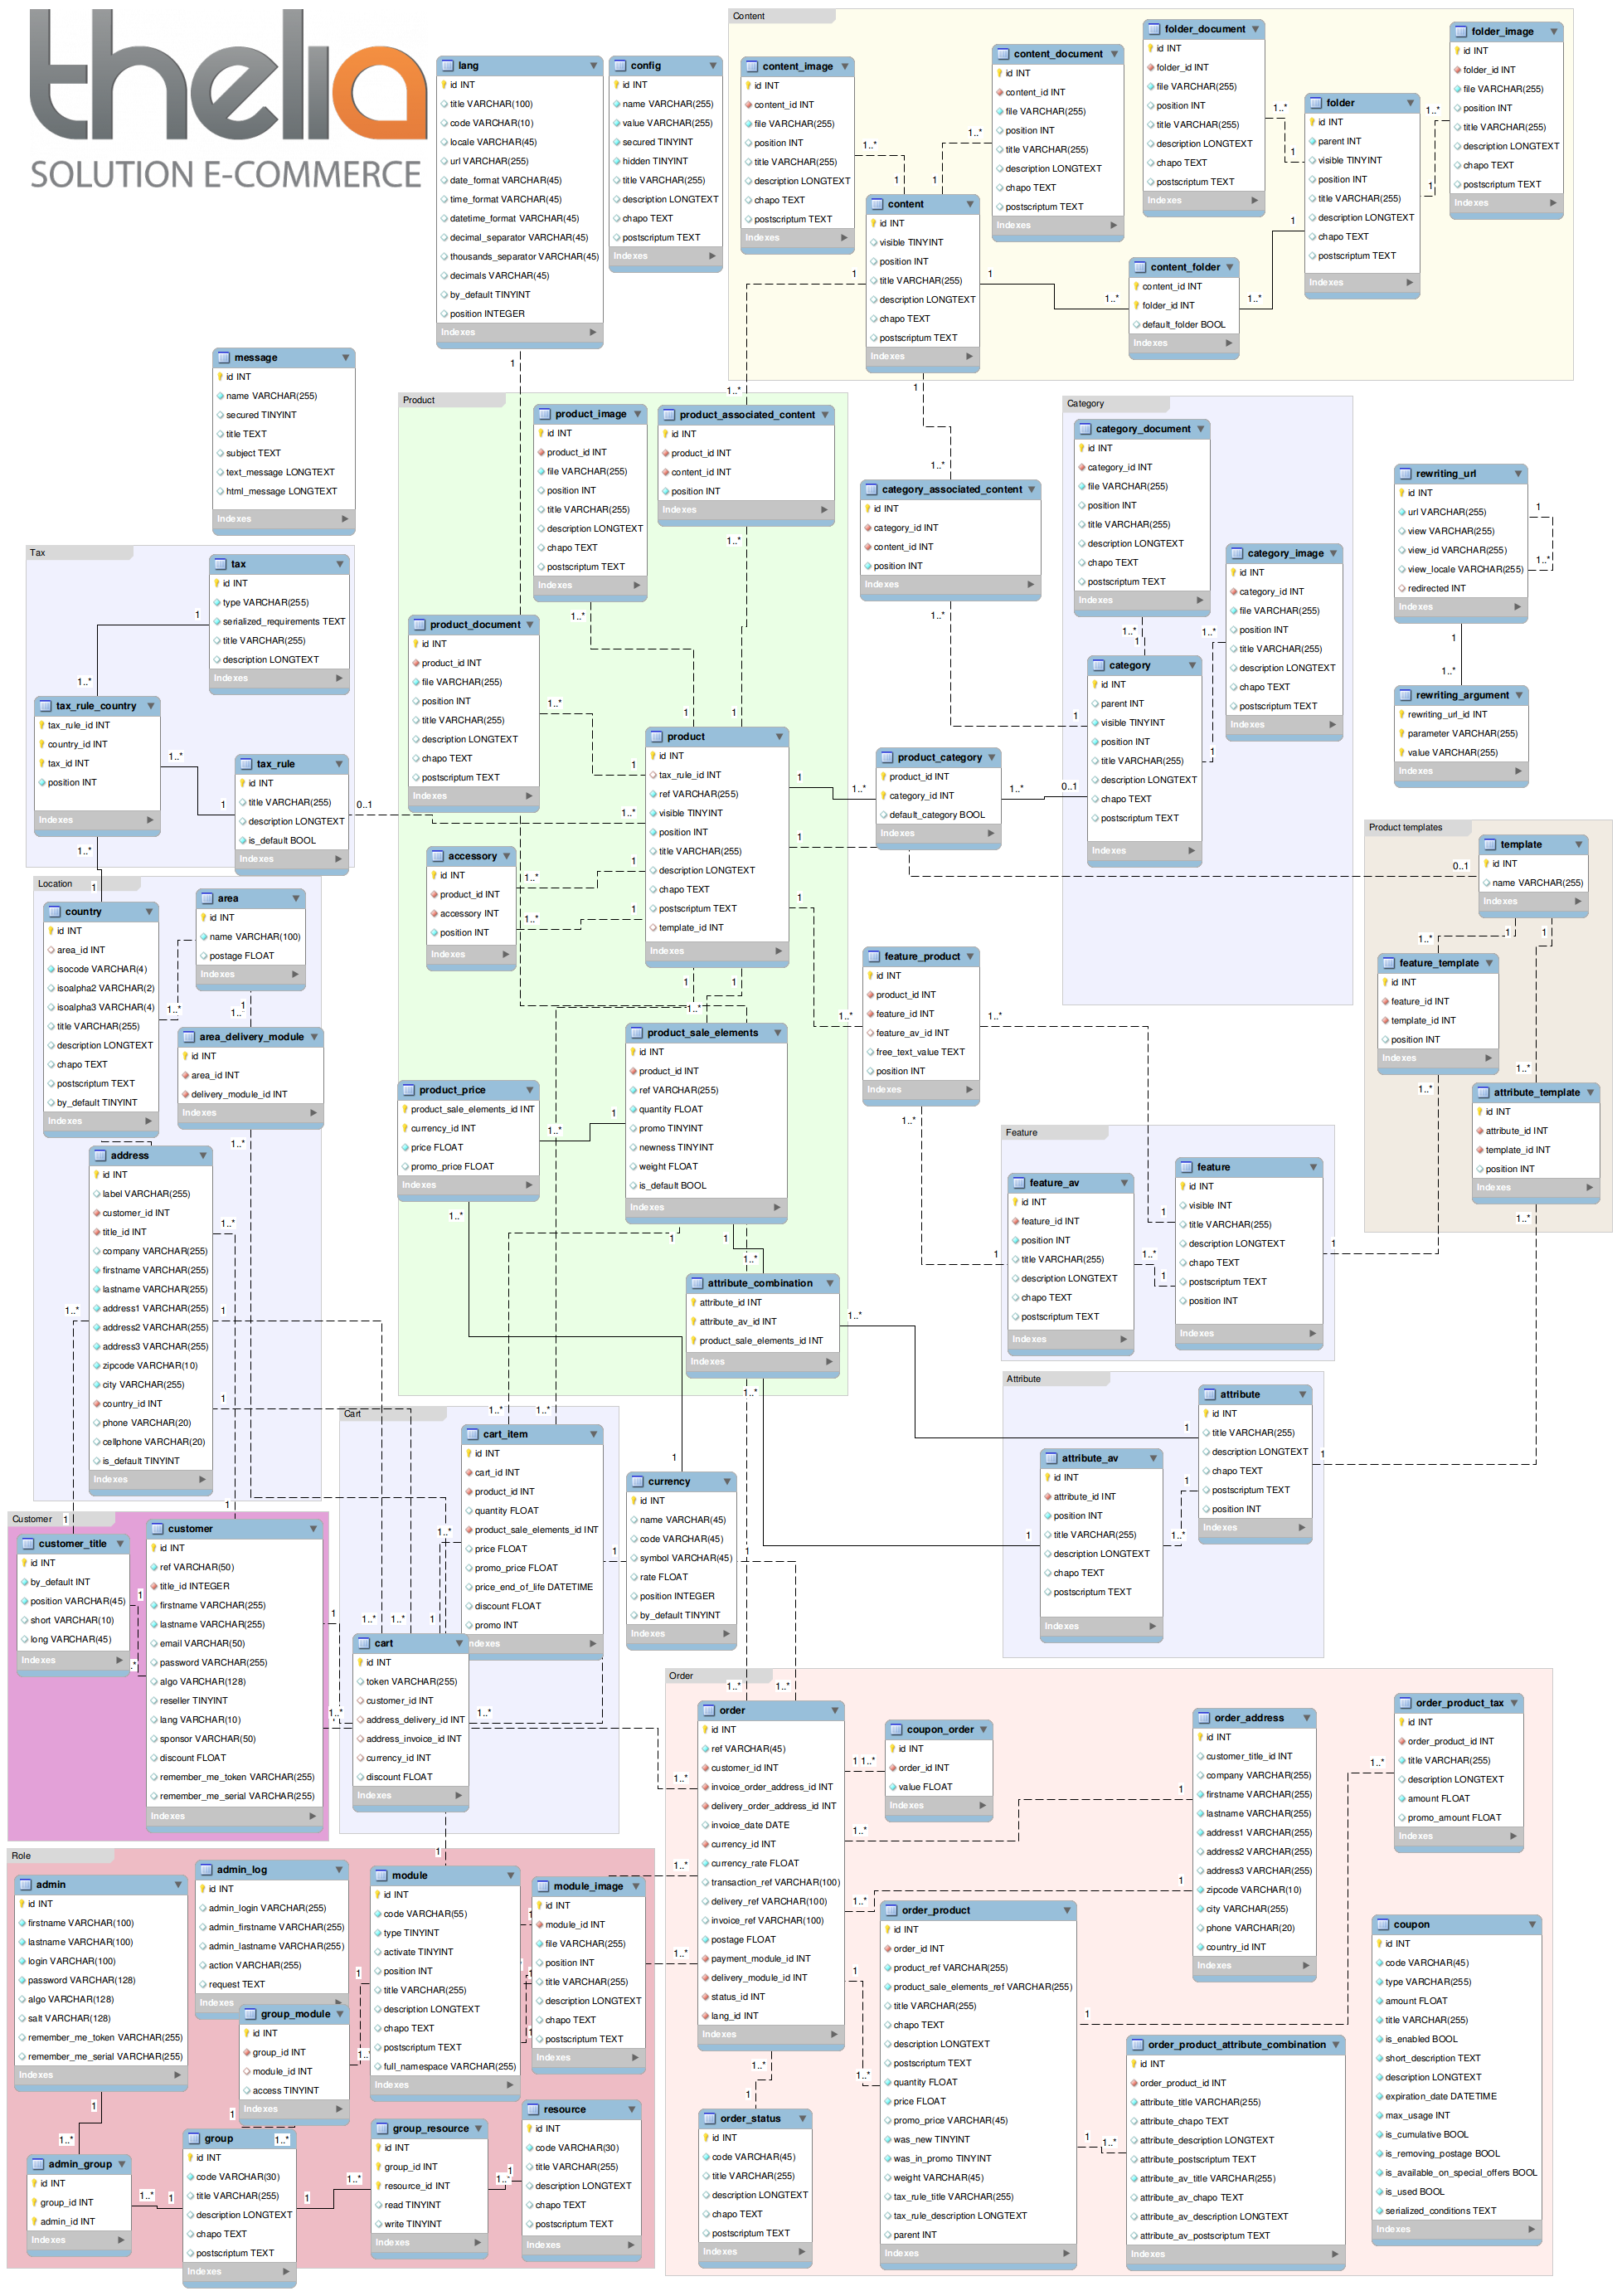 thelia
SOLUTION E-COMMERCE
lang
id INT
title VARCHAR(100)
code VARCHAR(10)
locale VARCHAR(45)
url VARCHAR(255)
date_format VARCHAR(45)
time_format VARCHAR(45)
datetime_format VARCHAR(45)
decimal_separator VARCHAR(45)
thousands_separator VARCHAR(45)
decimals VARCHAR(45)
by_default TINYINT
position INTEGER
Indexes
config
id INT
name VARCHAR(255)
value VARCHAR(255)
secured TINYINT
hidden TINYINT
title VARCHAR(255)
description LONGTEXT
chapo TEXT
postscriptum TEXT
Indexes
Content
content_image
id INT
content_id INT
file VARCHAR(255)
position INT
title VARCHAR(255)
description LONGTEXT
chapo TEXT
postscriptum TEXT
Indexes
content_document
id INT
content_id INT
file VARCHAR(255)
position INT
title VARCHAR(255)
description LONGTEXT
chapo TEXT
postscriptum TEXT
Indexes
folder_document
id INT
folder_id INT
file VARCHAR(255)
position INT
title VARCHAR(255)
description LONGTEXT
chapo TEXT
postscriptum TEXT
Indexes
folder
id INT
parent INT
visible TINYINT
position INT
title VARCHAR(255)
description LONGTEXT
chapo TEXT
postscriptum TEXT
Indexes
folder_image
id INT
folder_id INT
file VARCHAR(255)
position INT
title VARCHAR(255)
description LONGTEXT
chapo TEXT
postscriptum TEXT
Indexes
content
id INT
visible TINYINT
position INT
title VARCHAR(255)
description LONGTEXT
chapo TEXT
postscriptum TEXT
Indexes
content_folder
content_id INT
folder_id INT
default_folder BOOL
Indexes
message
id INT
name VARCHAR(255)
secured TINYINT
title TEXT
subject TEXT
text_message LONGTEXT
html_message LONGTEXT
Indexes
Product
product_image
id INT
product_id INT
file VARCHAR(255)
position INT
title VARCHAR(255)
description LONGTEXT
chapo TEXT
postscriptum TEXT
Indexes
product_associated_content
id INT
product_id INT
content_id INT
position INT
Indexes
category_associated_content
id INT
category_id INT
content_id INT
position INT
Indexes
Category
category_document
id INT
category_id INT
file VARCHAR(255)
position INT
title VARCHAR(255)
description LONGTEXT
chapo TEXT
postscriptum TEXT
Indexes
category_image
id INT
category_id INT
file VARCHAR(255)
position INT
title VARCHAR(255)
description LONGTEXT
chapo TEXT
postscriptum TEXT
Indexes
category
id INT
parent INT
visible TINYINT
position INT
title VARCHAR(255)
description LONGTEXT
chapo TEXT
postscriptum TEXT
Indexes
rewriting_url
id INT
url VARCHAR(255)
view VARCHAR(255)
view_id VARCHAR(255)
view_locale VARCHAR(255)
redirected INT
Indexes
rewriting_argument
rewriting_url_id INT
parameter VARCHAR(255)
value VARCHAR(255)
Indexes
Tax
tax
id INT
type VARCHAR(255)
serialized_requirements TEXT
title VARCHAR(255)
description LONGTEXT
Indexes
tax_rule_country
tax_rule_id INT
country_id INT
tax_id INT
position INT
Indexes
tax_rule
id INT
title VARCHAR(255)
description LONGTEXT
is_default BOOL
Indexes
product_document
id INT
product_id INT
file VARCHAR(255)
position INT
title VARCHAR(255)
description LONGTEXT
chapo TEXT
postscriptum TEXT
Indexes
product
id INT
tax_rule_id INT
ref VARCHAR(255)
visible TINYINT
position INT
title VARCHAR(255)
description LONGTEXT
chapo TEXT
postscriptum TEXT
template_id INT
Indexes
product_category
product_id INT
category_id INT
default_category BOOL
Indexes
accessory
id INT
product_id INT
accessory INT
position INT
Indexes
Product templates
template
id INT
name VARCHAR(255)
Indexes
feature_template
id INT
feature_id INT
template_id INT
position INT
Indexes
attribute_template
id INT
attribute_id INT
template_id INT
position INT
Indexes
Location
country
id INT
area_id INT
isocode VARCHAR(4)
isoalpha2 VARCHAR(2)
isoalpha3 VARCHAR(4)
title VARCHAR(255)
description LONGTEXT
chapo TEXT
postscriptum TEXT
by_default TINYINT
Indexes
area
id INT
name VARCHAR(100)
postage FLOAT
Indexes
area_delivery_module
id INT
area_id INT
delivery_module_id INT
Indexes
address
id INT
label VARCHAR(255)
customer_id INT
title_id INT
company VARCHAR(255)
firstname VARCHAR(255)
lastname VARCHAR(255)
address1 VARCHAR(255)
address2 VARCHAR(255)
address3 VARCHAR(255)
zipcode VARCHAR(10)
city VARCHAR(255)
country_id INT
phone VARCHAR(20)
cellphone VARCHAR(20)
is_default TINYINT
Indexes
feature_product
id INT
product_id INT
feature_id INT
feature_av_id INT
free_text_value TEXT
position INT
Indexes
product_sale_elements
id INT
product_id INT
ref VARCHAR(255)
quantity FLOAT
promo TINYINT
newness TINYINT
weight FLOAT
is_default BOOL
Indexes
product_price
product_sale_elements_id INT
currency_id INT
price FLOAT
promo_price FLOAT
Indexes
attribute_combination
attribute_id INT
attribute_av_id INT
product_sale_elements_id INT
Indexes
Feature
feature_av
id INT
feature_id INT
position INT
title VARCHAR(255)
description LONGTEXT
chapo TEXT
postscriptum TEXT
Indexes
feature
id INT
visible INT
title VARCHAR(255)
description LONGTEXT
chapo TEXT
postscriptum TEXT
position INT
Indexes
Attribute
attribute
id INT
title VARCHAR(255)
description LONGTEXT
chapo TEXT
postscriptum TEXT
position INT
Indexes
attribute_av
id INT
attribute_id INT
position INT
title VARCHAR(255)
description LONGTEXT
chapo TEXT
postscriptum TEXT
Indexes
Cart
cart_item
id INT
cart_id INT
product_id INT
quantity FLOAT
product_sale_elements_id INT
price FLOAT
promo_price FLOAT
price_end_of_life DATETIME
discount FLOAT
promo INT
ndexes
cart
id INT
token VARCHAR(255)
customer_id INT
address_delivery_id INT
address_invoice_id INT
currency_id INT
discount FLOAT
Indexes
currency
id INT
name VARCHAR(45)
code VARCHAR(45)
symbol VARCHAR(45)
rate FLOAT
position INTEGER
by_default TINYINT
Indexes
Customer
customer_title
id INT
by_default INT
position VARCHAR(45)
short VARCHAR(10)
long VARCHAR(45)
Indexes
customer
id INT
ref VARCHAR(50)
title_id INTEGER
firstname VARCHAR(255)
lastname VARCHAR(255)
email VARCHAR(50)
password VARCHAR(255)
algo VARCHAR(128)
reseller TINYINT
lang VARCHAR(10)
sponsor VARCHAR(50)
discount FLOAT
remember_me_token VARCHAR(255)
remember_me_serial VARCHAR(255)
Indexes
Order
order
id INT
ref VARCHAR(45)
customer_id INT
invoice_order_address_id INT
delivery_order_address_id INT
invoice_date DATE
currency_id INT
currency_rate FLOAT
transaction_ref VARCHAR(100)
delivery_ref VARCHAR(100)
invoice_ref VARCHAR(100)
postage FLOAT
payment_module_id INT
delivery_module_id INT
status_id INT
lang_id INT
Indexes
coupon_order
id INT
order_id INT
value FLOAT
Indexes
order_address
id INT
customer_title_id INT
company VARCHAR(255)
firstname VARCHAR(255)
lastname VARCHAR(255)
address1 VARCHAR(255)
address2 VARCHAR(255)
address3 VARCHAR(255)
zipcode VARCHAR(10)
city VARCHAR(255)
phone VARCHAR(20)
country_id INT
Indexes
order_product_tax
id INT
order_product_id INT
title VARCHAR(255)
description LONGTEXT
amount FLOAT
promo_amount FLOAT
Indexes
order_product
id INT
order_id INT
product_ref VARCHAR(255)
product_sale_elements_ref VARCHAR(255)
title VARCHAR(255)
chapo TEXT
description LONGTEXT
postscriptum TEXT
quantity FLOAT
price FLOAT
promo_price VARCHAR(45)
was_new TINYINT
was_in_promo TINYINT
weight VARCHAR(45)
tax_rule_title VARCHAR(255)
tax_rule_description LONGTEXT
parent INT
Indexes
order_status
id INT
code VARCHAR(45)
title VARCHAR(255)
description LONGTEXT
chapo TEXT
postscriptum TEXT
Indexes
order_product_attribute_combination
id INT
order_product_id INT
attribute_title VARCHAR(255)
attribute_chapo TEXT
attribute_description LONGTEXT
attribute_postscriptum TEXT
attribute_av_title VARCHAR(255)
attribute_av_chapo TEXT
attribute_av_description LONGTEXT
attribute_av_postscriptum TEXT
Indexes
coupon
id INT
code VARCHAR(45)
type VARCHAR(255)
amount FLOAT
title VARCHAR(255)
is_enabled BOOL
short_description TEXT
description LONGTEXT
expiration_date DATETIME
max_usage INT
is_cumulative BOOL
is_removing_postage BOOL
is_available_on_special_offers BOOL
is_used BOOL
serialized_conditions TEXT
Indexes
Role
admin
id INT
firstname VARCHAR(100)
lastname VARCHAR(100)
login VARCHAR(100)
password VARCHAR(128)
algo VARCHAR(128)
salt VARCHAR(128)
remember_me_token VARCHAR(255)
remember_me_serial VARCHAR(255)
Indexes
admin_log
id INT
admin_login VARCHAR(255)
admin_firstname VARCHAR(255)
admin_lastname VARCHAR(255)
action VARCHAR(255)
request TEXT
Indexes
group_module
id INT
group_id INT
module_id INT
access TINYINT
Indexes
module
id INT
code VARCHAR(55)
type TINYINT
activate TINYINT
position INT
title VARCHAR(255)
description LONGTEXT
chapo TEXT
postscriptum TEXT
full_namespace VARCHAR(255)
Indexes
module_image
id INT
module_id INT
file VARCHAR(255)
position INT
title VARCHAR(255)
description LONGTEXT
chapo TEXT
postscriptum TEXT
Indexes
admin_group
id INT
group_id INT
admin_id INT
Indexes
group
id INT
code VARCHAR(30)
title VARCHAR(255)
description LONGTEXT
chapo TEXT
postscriptum TEXT
Indexes
group_resource
id INT
group_id INT
resource_id INT
read TINYINT
write TINYINT
Indexes
resource
id INT
code VARCHAR(30)
title VARCHAR(255)
description LONGTEXT
chapo TEXT
postscriptum TEXT
Indexes